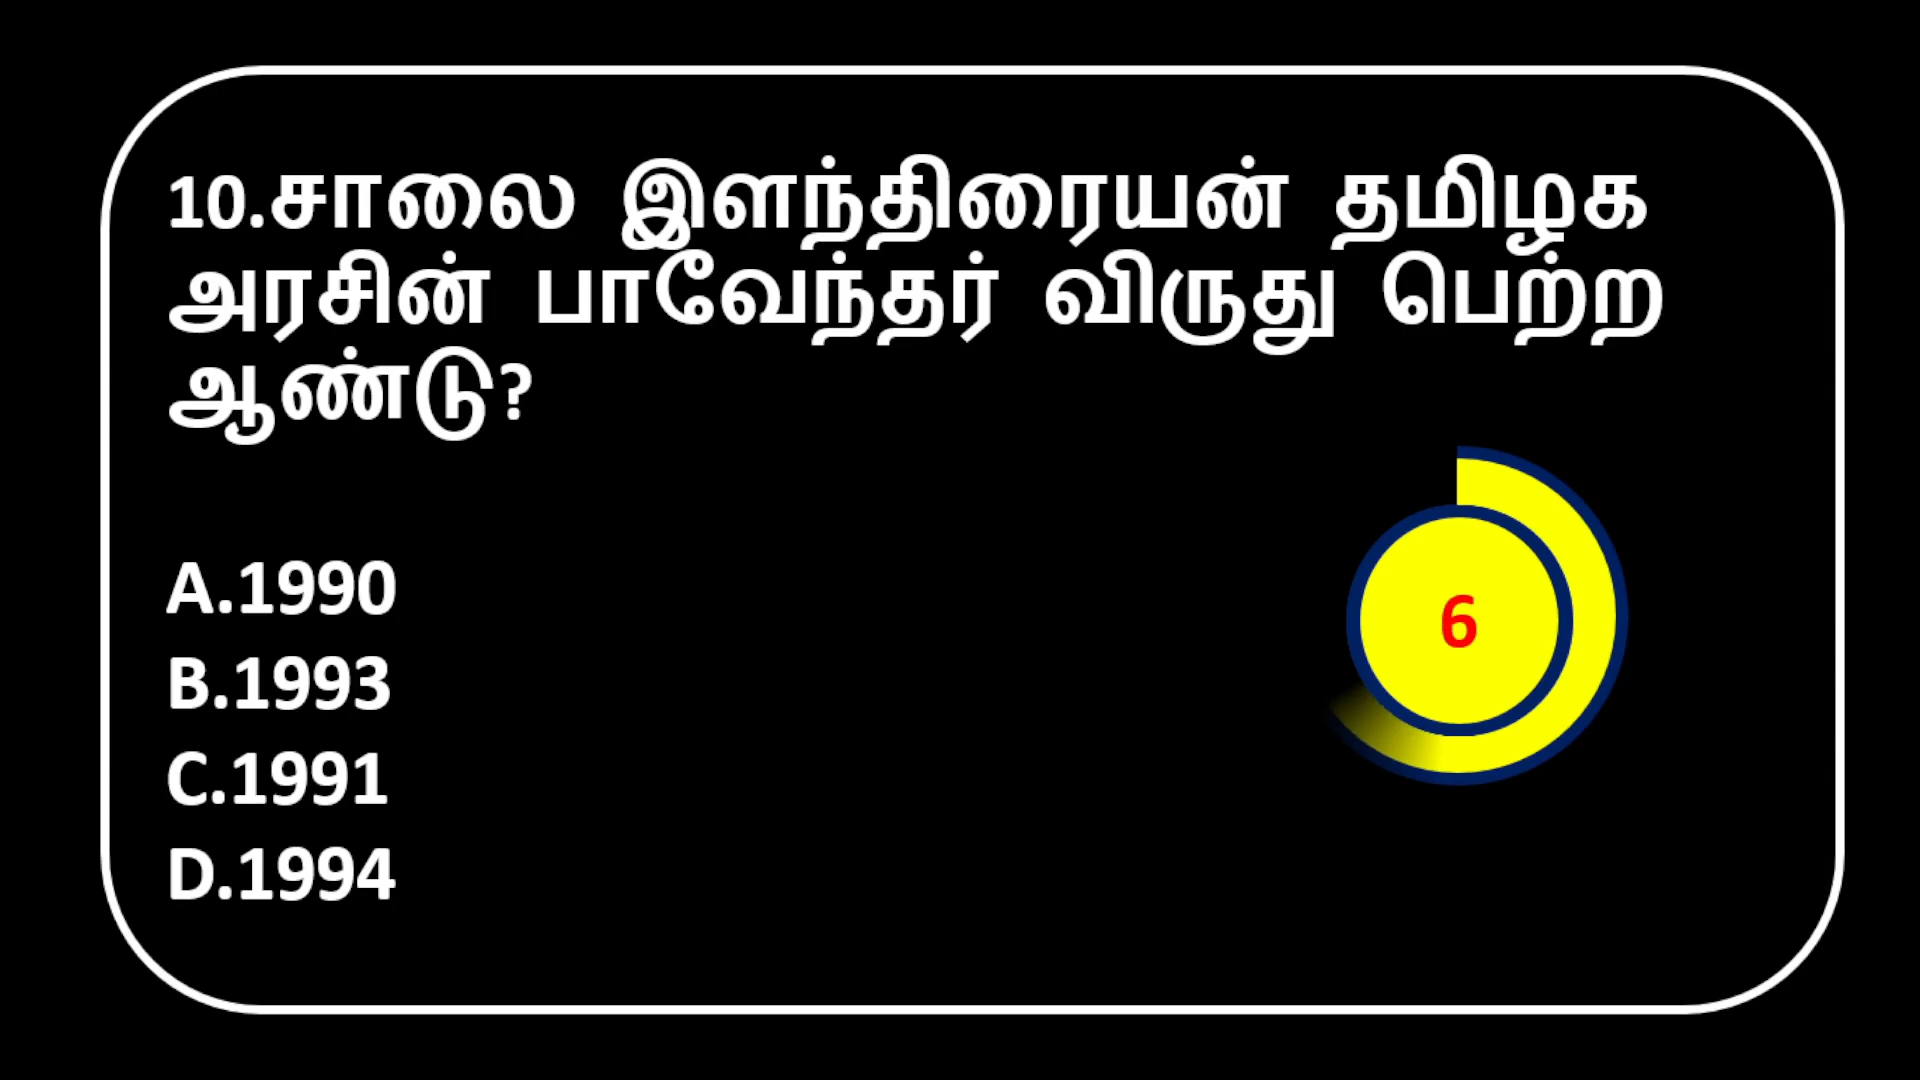 10.சாலை இளந்திரையன் தமிழக
அரசின் பாவேந்தர் விருது பெற்ற
ஆண்டு?
A.1990
B.1993
C.1991
D.1994
6